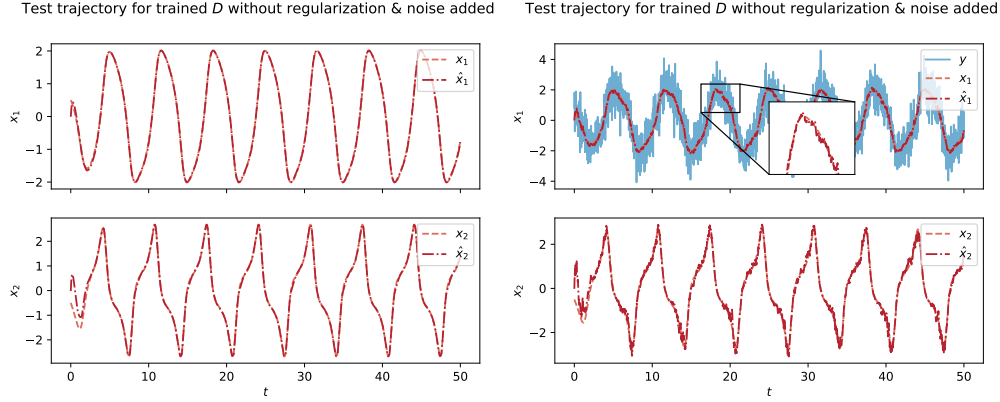 Test trajectory for trained D without regularization & noise added
2
1
0
−1
−2
x₁
x₁
x̂₁
2
1
0
−1
−2
x₂
x₂
x̂₂
0 10 20 30 40 50
t
Test trajectory for trained D without regularization & noise added
4
2
0
−2
−4
x₁
y
x₁
x̂₁
2
0
−2
x₂
x₂
x̂₂
0 10 20 30 40 50
t